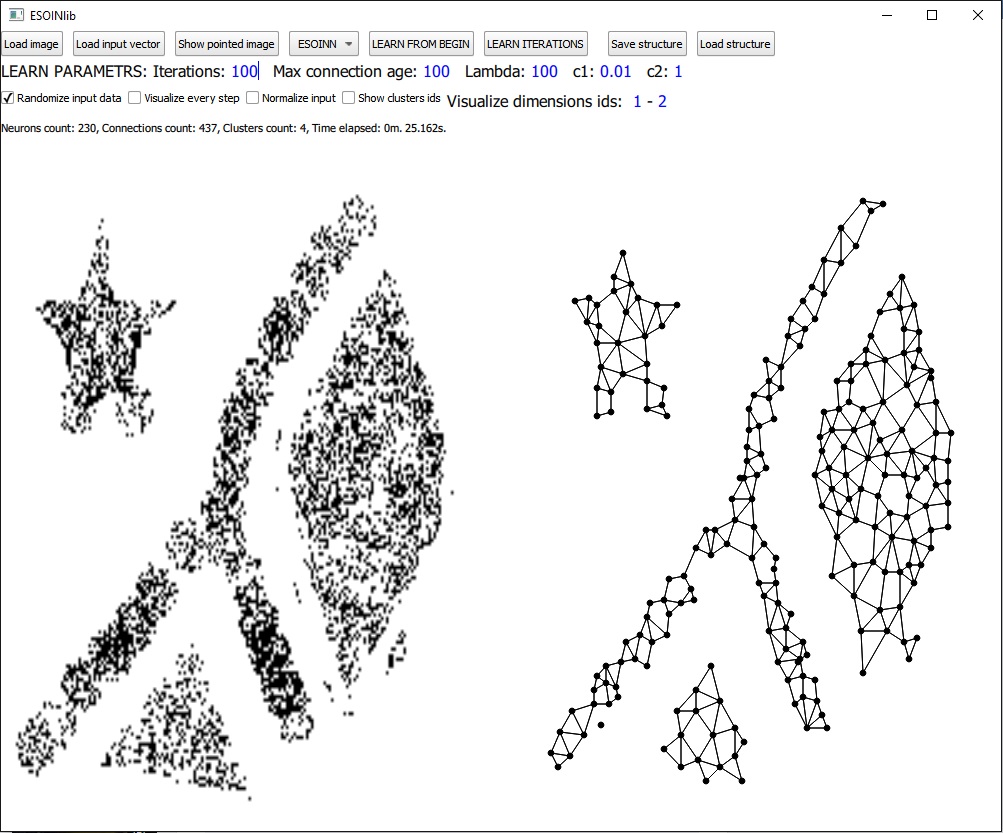 ESOINlib
Load image Load input vector Show pointed image ESOINN LEARN FROM BEGIN LEARN ITERATIONS Save structure Load structure
LEARN PARAMETRS: Iterations: 100 Max connection age: 100 Lambda: 100 c1: 0.01 c2: 1
Randomize input data Visualize every step Normalize input Show clusters ids Visualize dimensions ids: 1 - 2
Neurons count: 230, Connections count: 437, Clusters count: 4, Time elapsed: 0m. 25.162s.